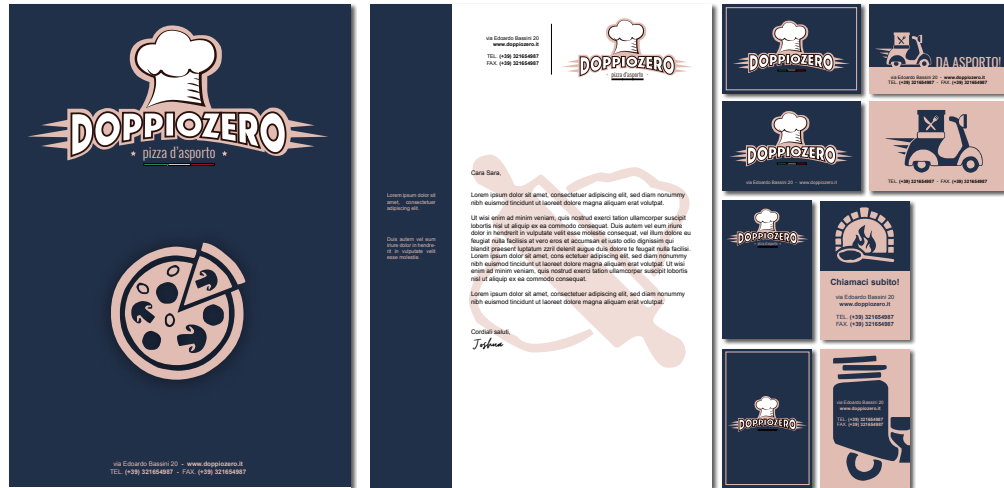 DOPPIOZERO
pizza d'asporto
via Edoardo Bassini 20 - www.doppiozero.it
TEL. (+39) 321654987 - FAX. (+39) 321654987
via Edoardo Bassini 20
www.doppiozero.it
TEL. (+39) 321654987
FAX. (+39) 321654987
DOPPIOZERO
pizza d'asporto
Lorem ipsum dolor sit
amet, consectetuer
adipiscing elit.
Duis autem vel eum
iriure dolor in hendre-
rit in vulputate velit
esse molestie.
Cara Sara,
Lorem ipsum dolor sit amet, consectetuer adipiscing elit, sed diam nonummy
nibh euismod tincidunt ut laoreet dolore magna aliquam erat volutpat.
Ut wisi enim ad minim veniam, quis nostrud exerci tation ullamcorper suscipit
lobortis nisl ut aliquip ex ea commodo consequat. Duis autem vel eum iriure
dolor in hendrerit in vulputate velit esse molestie consequat, vel illum dolore eu
feugiat nulla facilisis at vero eros et accumsan et iusto odio dignissim qui
blandit praesent luptatum zzril delenit augue duis dolore te feugait nulla facilisi.
Lorem ipsum dolor sit amet, consectetuer adipiscing elit, sed diam nonummy
nibh euismod tincidunt ut laoreet dolore magna aliquam erat volutpat. Ut wisi
enim ad minim veniam, quis nostrud exerci tation ullamcorper suscipit lobortis
nisl ut aliquip ex ea commodo consequat.
Lorem ipsum dolor sit amet, consectetuer adipiscing elit, sed diam nonummy
nibh euismod tincidunt ut laoreet dolore magna aliquam erat volutpat.
Cordiali saluti,
Joshua
DOPPIOZERO
DA ASPORTO!
via Edoardo Bassini 20 - www.doppiozero.it
TEL. (+39) 321654987 - FAX. (+39) 321654987
DOPPIOZERO
via Edoardo Bassini 20 - www.doppiozero.it
TEL. (+39) 321654987 - FAX. (+39) 321654987
DOPPIOZERO
Chiamaci subito!
via Edoardo Bassini 20
www.doppiozero.it
TEL. (+39) 321654987
FAX. (+39) 321654987
DOPPIOZERO
via Edoardo Bassini 20
www.doppiozero.it
TEL. (+39) 321654987
FAX. (+39) 321654987